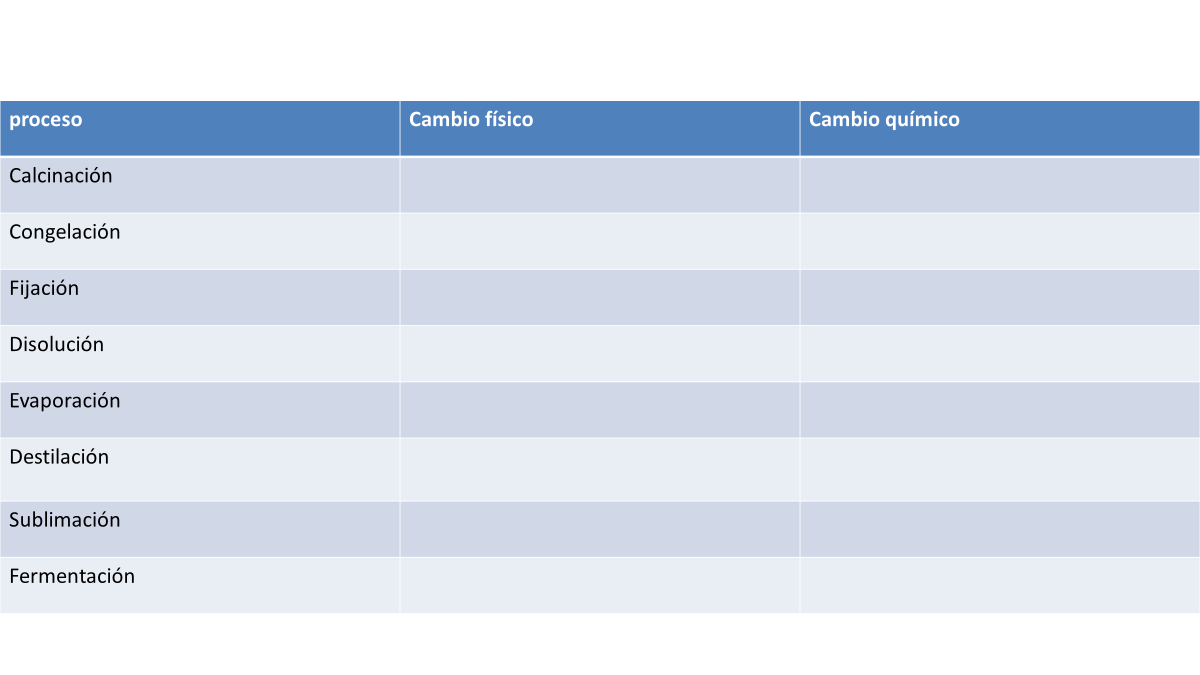 proceso Cambio físico Cambio químico
Calcinación
Congelación
Fijación
Disolución
Evaporación
Destilación
Sublimación
Fermentación